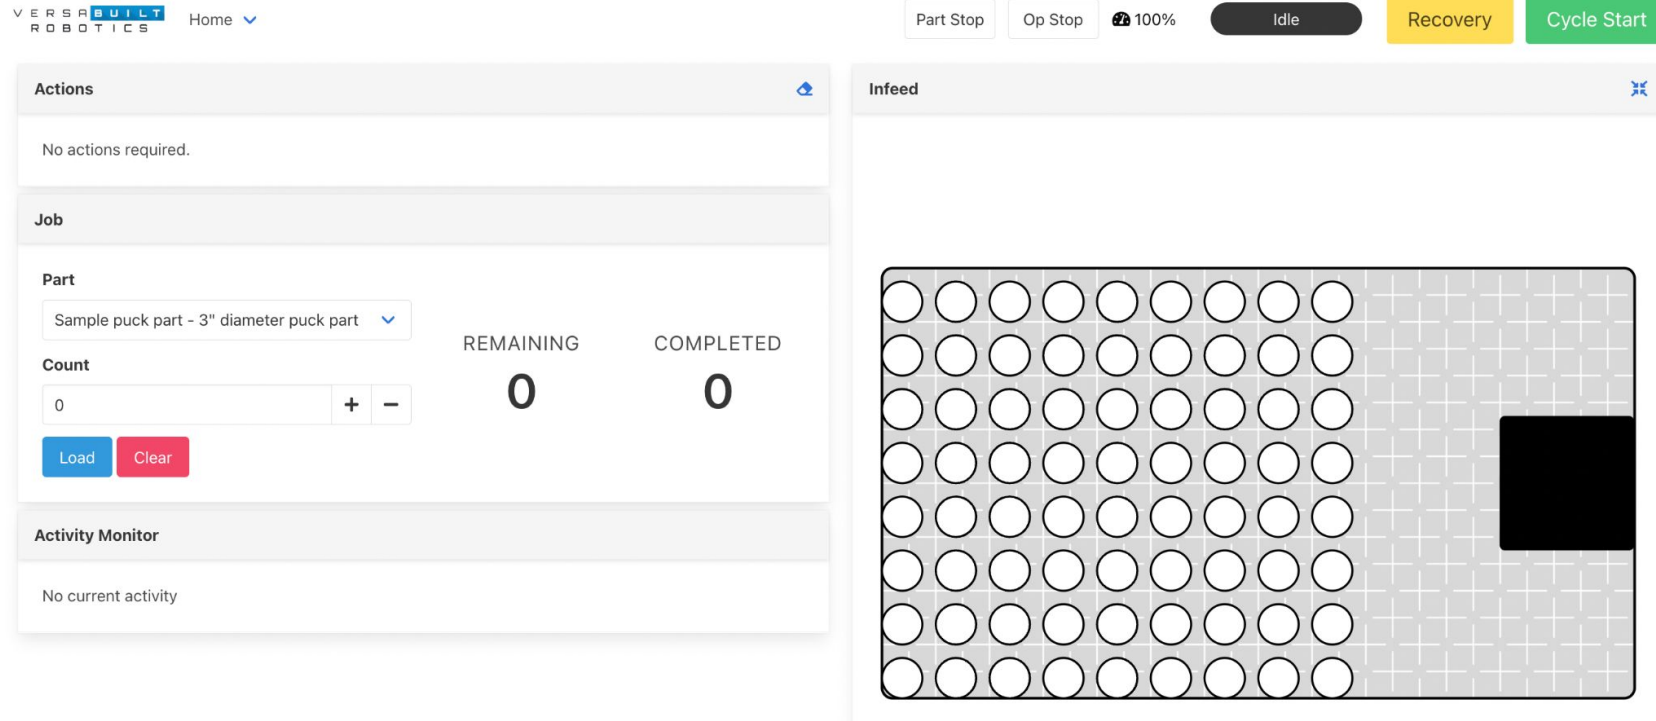 VERSABUILT
ROBOTICS
Home
Part Stop
Op Stop
100%
Idle
Recovery
Cycle Start
Actions
No actions required.
Job
Part
Sample puck part - 3" diameter puck part
Count
0
Load
Clear
REMAINING
0
COMPLETED
0
Activity Monitor
No current activity
Infeed